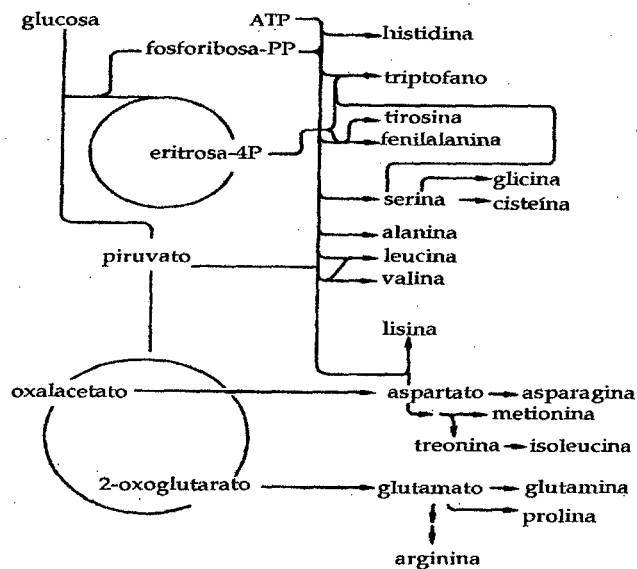 glucosa
ATP
histidina
fosforibosa-PP
triptofano
tirosina
eritrosa-4P
fenilalanina
glicina
serina
cisteína
alanina
piruvato
leucina
valina
lisina
oxalacetato
aspartato
asparagina
metionina
treonina
isoleucina
2-oxoglutarato
glutamato
glutamina
prolina
arginina